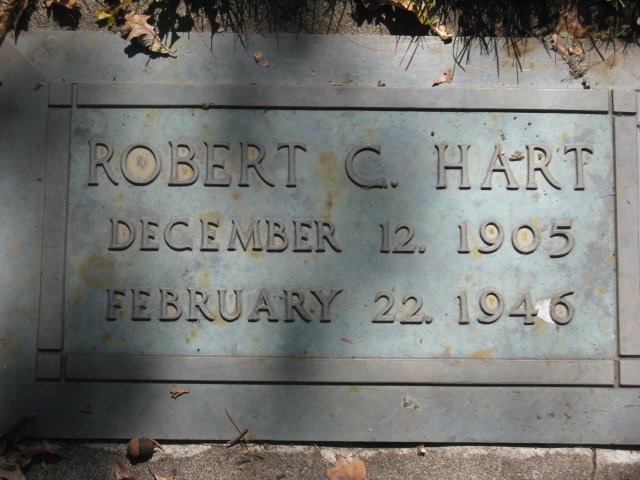 ROBERT C. HART
DECEMBER 12. 1905
FEBRUARY 22. 1946